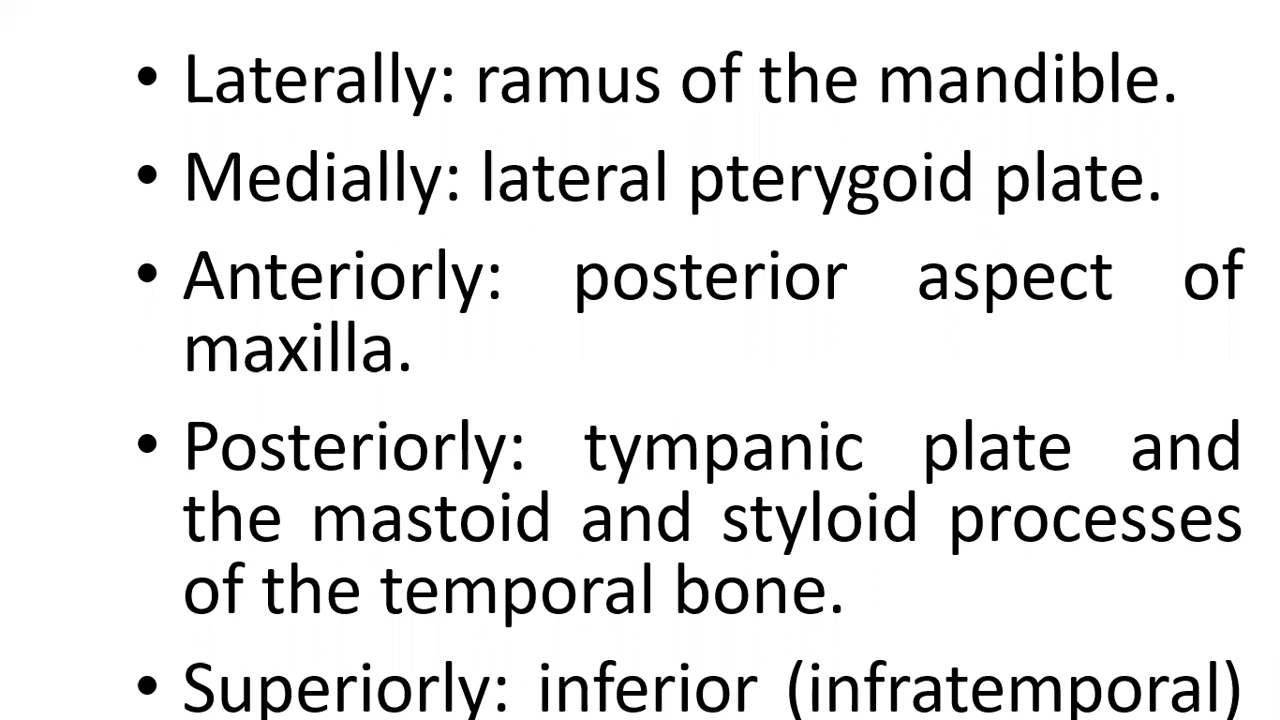 • Laterally: ramus of the mandible.
• Medially: lateral pterygoid plate.
• Anteriorly: posterior aspect of
maxilla.
• Posteriorly: tympanic plate and
the mastoid and styloid processes
of the temporal bone.
• Superiorly: inferior (infratemporal)